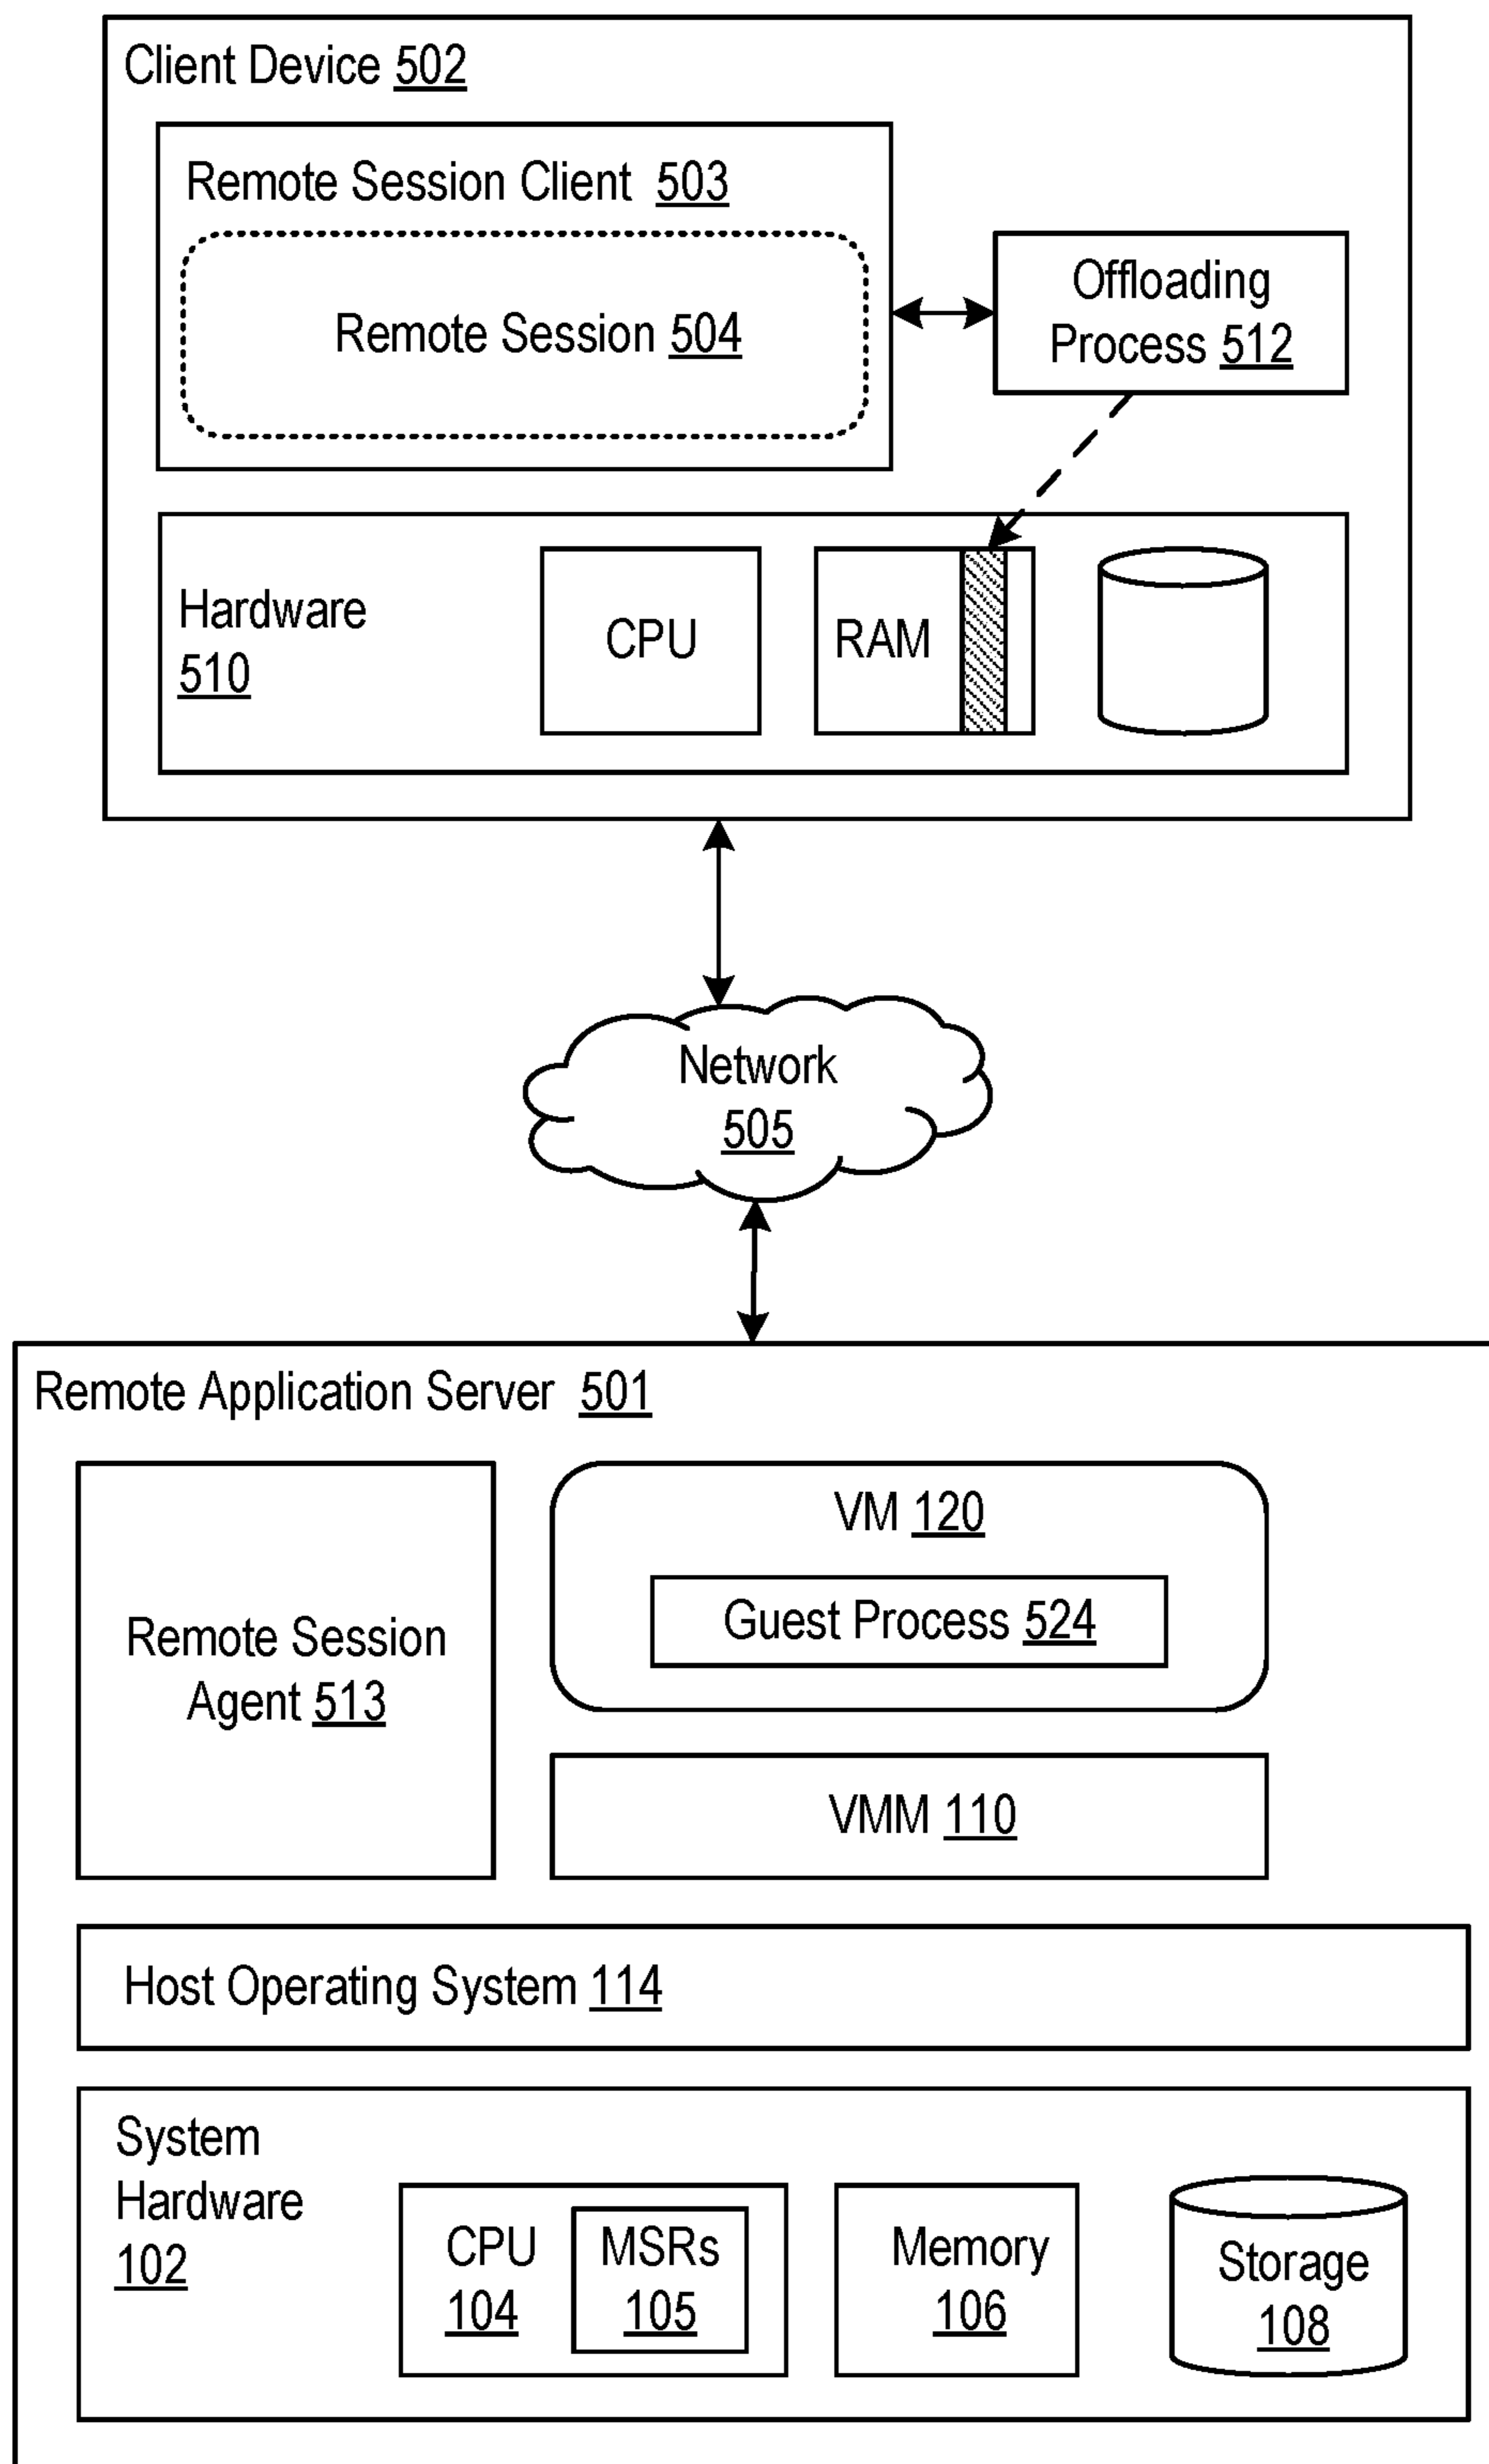 Client Device 502
Remote Session Client 503
Remote Session 504
Offloading
Process 512
Hardware
510
CPU
RAM
Network
505
Remote Application Server 501
Remote Session
Agent 513
VM 120
Guest Process 524
VMM 110
Host Operating System 114
System
Hardware
102
CPU
104
MSRs
105
Memory
106
Storage
108